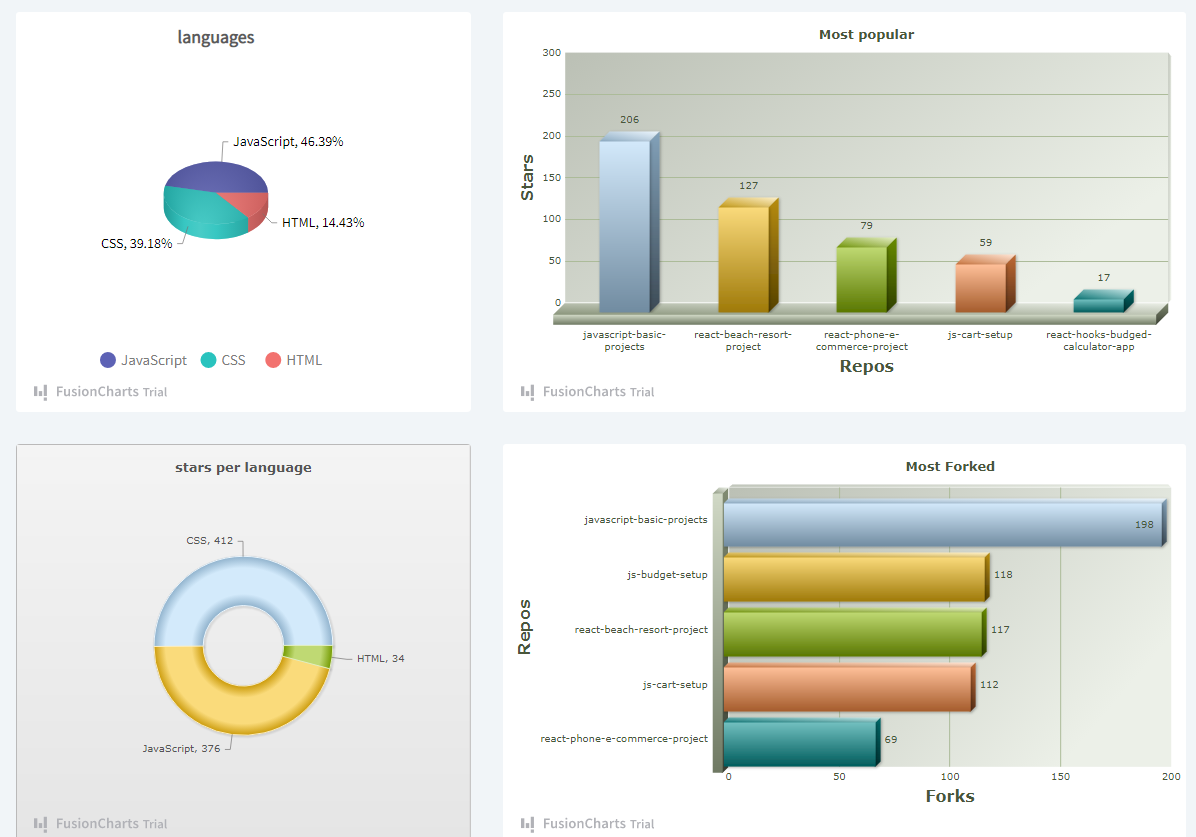 languages
JavaScript, 46.39%
HTML, 14.43%
CSS, 39.18%
JavaScript CSS HTML
FusionCharts Trial
Most popular
300
250
200
150
100
50
0
Stars
206
127
79
59
17
javascript-basic-
projects
react-beach-resort-
project
react-phone-e-
commerce-project
js-cart-setup
react-hooks-budged-
calculator-app
Repos
FusionCharts Trial
stars per language
CSS, 412
HTML, 34
JavaScript, 376
FusionCharts Trial
Most Forked
Repos
javascript-basic-projects
198
js-budget-setup
118
react-beach-resort-project
117
js-cart-setup
112
react-phone-e-commerce-project
69
0 50 100 150 200
Forks
FusionCharts Trial